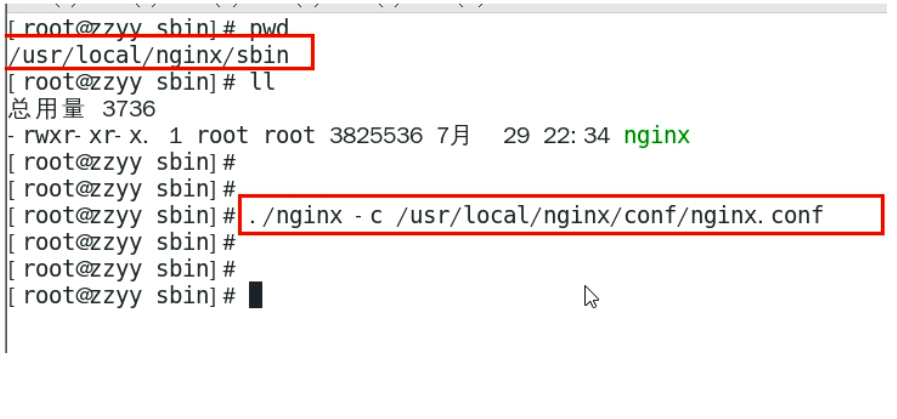 [root@zzyy sbin]# pwd
/usr/local/nginx/sbin
[root@zzyy sbin]# ll
总用量 3736
-rwxr-xr-x. 1 root root 3825536 7月  29 22:34 nginx
[root@zzyy sbin]#
[root@zzyy sbin]#
[root@zzyy sbin]# ./nginx -c /usr/local/nginx/conf/nginx.conf
[root@zzyy sbin]#
[root@zzyy sbin]#
[root@zzyy sbin]#